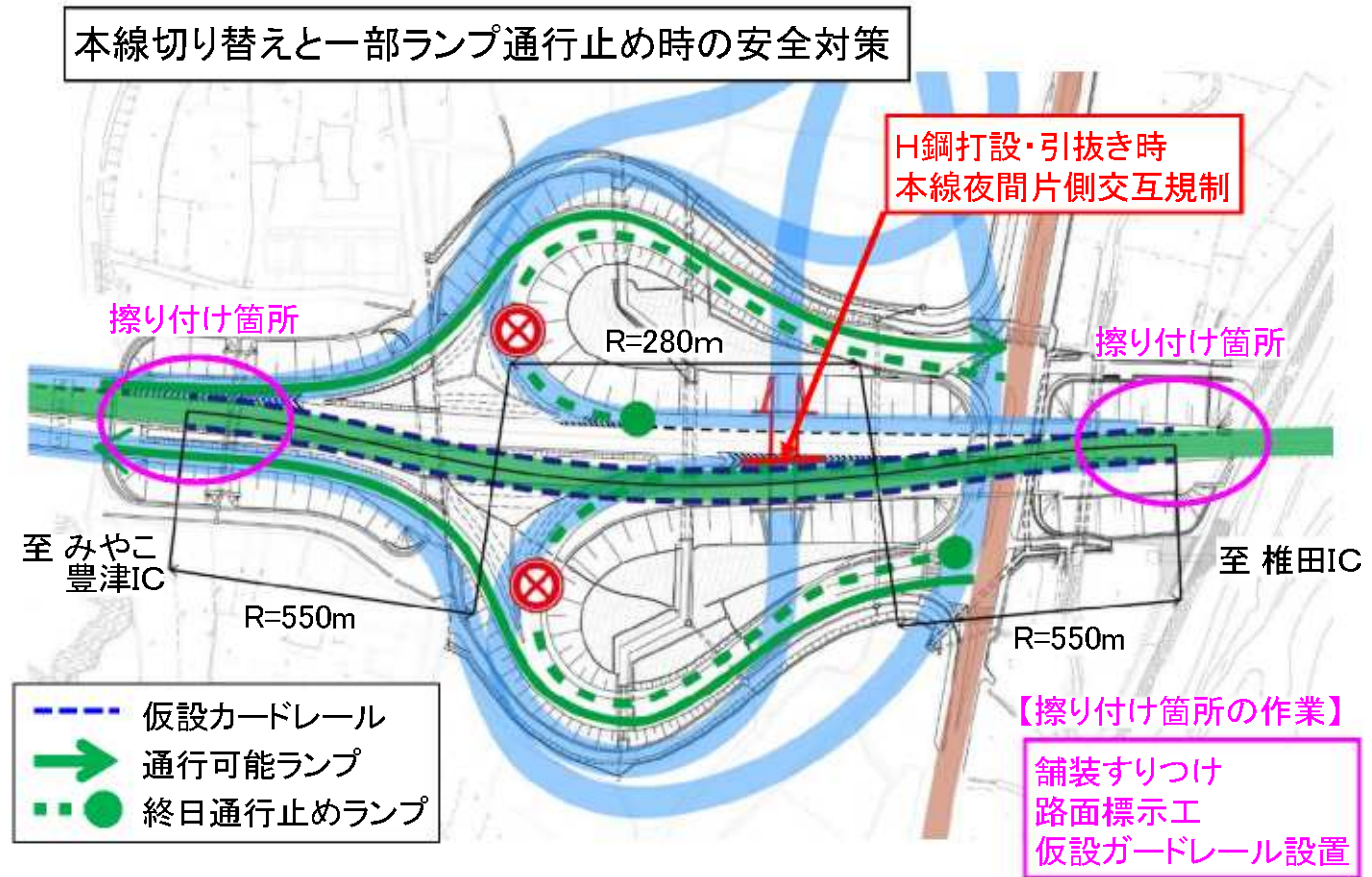 本線切り替えと一部ランプ通行止め時の安全対策
H鋼打設・引抜き時
本線夜間片側交互規制
擦り付け箇所
R=280m
擦り付け箇所
至 みやこ
豊津IC
至 椎田IC
R=550m
R=550m
仮設カードレール
通行可能ランプ
終日通行止めランプ
【擦り付け箇所の作業】
舗装すりつけ
路面標示工
仮設ガードレール設置